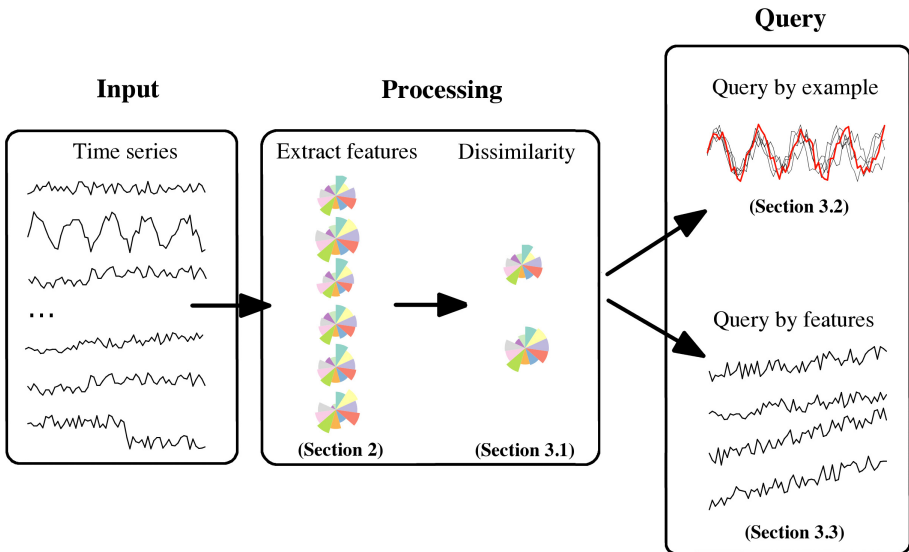 Input
Time series
...
Processing
Extract features
(Section 2)
Dissimilarity
(Section 3.1)
Query
Query by example
(Section 3.2)
Query by features
(Section 3.3)